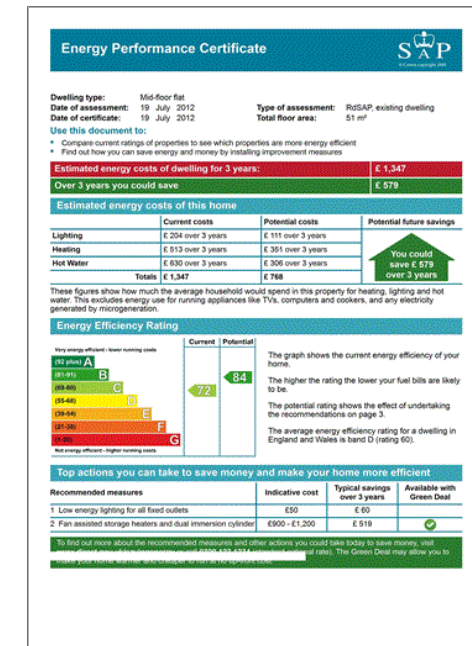 Energy Performance Certificate
SAP
Dwelling type: Mid-floor flat
Date of assessment: 19 July 2012 Type of assessment: RdSAP, existing dwelling
Date of certificate: 19 July 2012 Total floor area: 51 m²
Use this document to:
• Compare current ratings of properties to see which properties are more energy efficient
• Find out how you can save energy and money by installing improvement measures
Estimated energy costs of dwelling for 3 years: £ 1,347
Over 3 years you could save £ 579
Estimated energy costs of this home
Current costs Potential costs Potential future savings
Lighting £ 204 over 3 years £ 111 over 3 years
Heating £ 513 over 3 years £ 351 over 3 years
Hot Water £ 630 over 3 years £ 306 over 3 years
Totals £ 1,347 £ 768
You could
save £ 579
over 3 years
These figures show how much the average household would spend in this property for heating, lighting and hot
water. This excludes energy use for running appliances like TVs, computers and cookers, and any electricity
generated by microgeneration.
Energy Efficiency Rating
Current Potential
Very energy efficient - lower running costs
(92 plus) A
(81-91) B
(69-80) C
(55-68) D
(39-54) E
(21-38) F
(1-20) G
Not energy efficient - higher running costs
72
84
The graph shows the current energy efficiency of your
home.
The higher the rating the lower your fuel bills are likely
to be.
The potential rating shows the effect of undertaking
the recommendations on page 3.
The average energy efficiency rating for a dwelling in
England and Wales is band D (rating 60).
Top actions you can take to save money and make your home more efficient
Recommended measures Indicative cost Typical savings over 3 years Available with Green Deal
1 Low energy lighting for all fixed outlets £50 £ 60
2 Fan assisted storage heaters and dual immersion cylinder £900 - £1,200 £ 519
To find out more about the recommended measures and other actions you could take today to save money, visit
rate). The Green Deal may allow you to